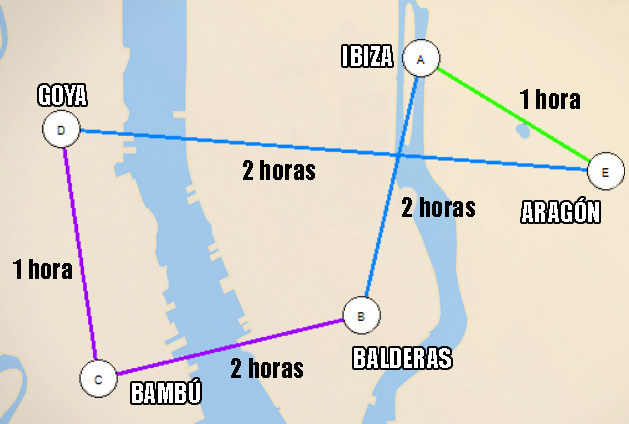 IBIZA
A
GOYA
1 hora
D
2 horas
E
2 horas
ARAGÓN
1 hora
B
BALDERAS
2 horas
C
BAMBÚ